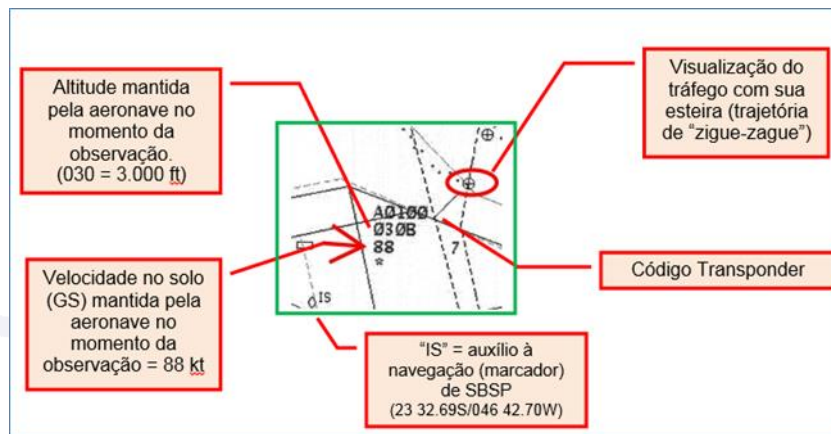 Altitude mantida
pela aeronave no
momento da
observação.
(030 = 3.000 ft)
Visualização do
tráfego com sua
esteira (trajetória
de “zigue-zague”)
AØ1ØØ
Ø3ØB
88
*
7
IS
Velocidade no solo
(GS) mantida pela
aeronave no
momento da
observação = 88 kt
Código Transponder
“IS” = auxílio à
navegação (marcador)
de SBSP
(23 32.69S/046 42.70W)